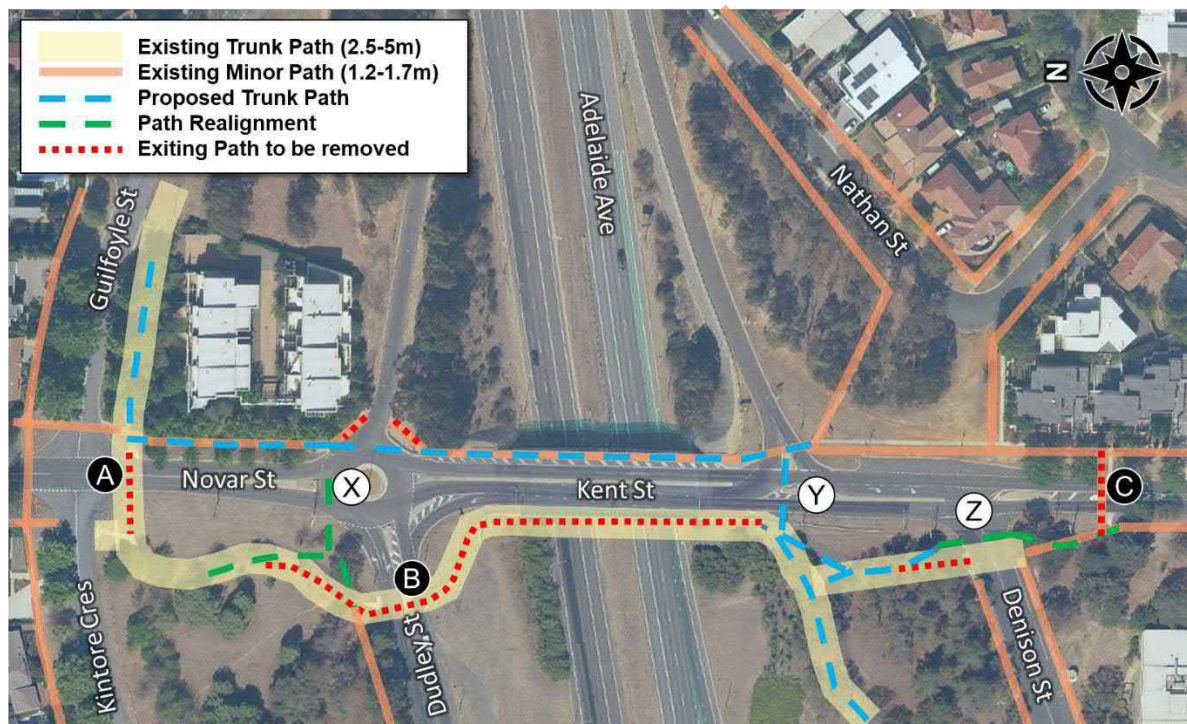 Existing Trunk Path (2.5-5m)
Existing Minor Path (1.2-1.7m)
Proposed Trunk Path
Path Realignment
Exiting Path to be removed
N
Adelaide Ave
Guilfoyle St
Nathan St
A
Novar St
X
Kent St
Y
Z
C
B
Kintore Cres
Dudley St
Denison St